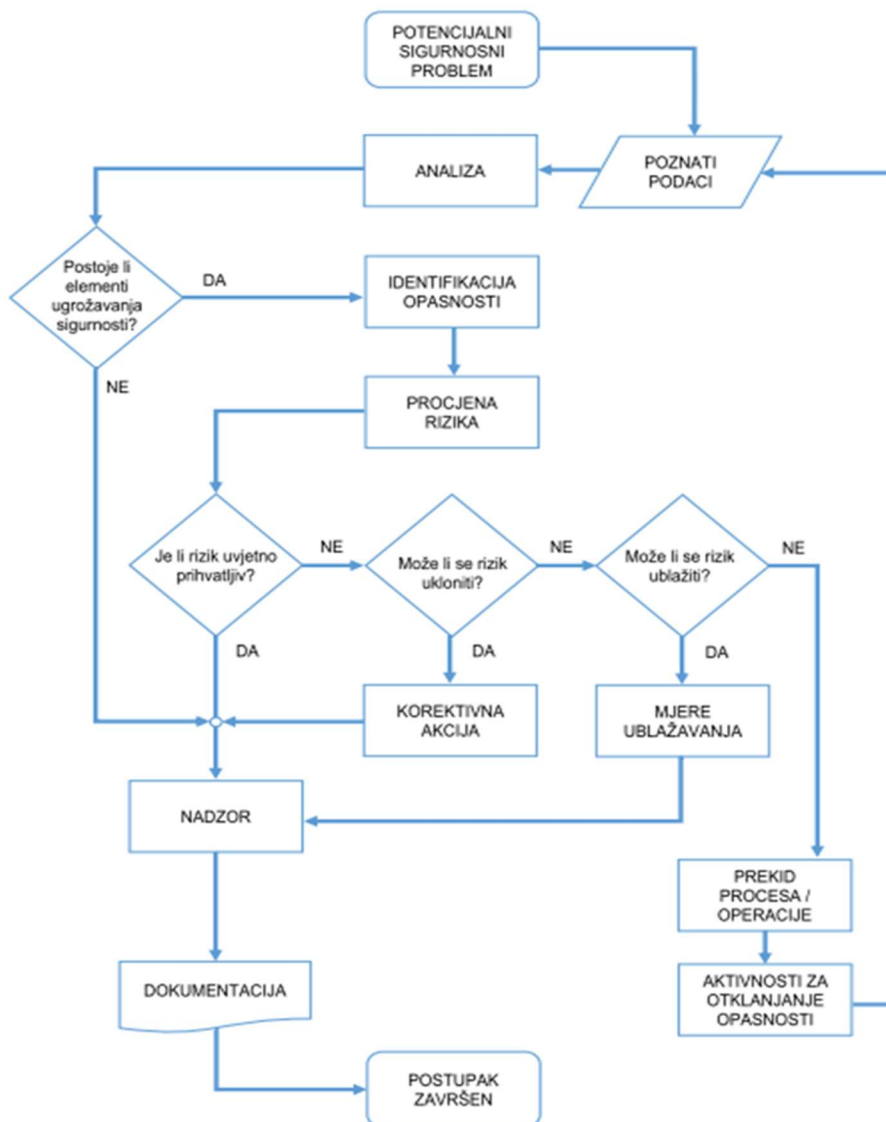 POTENCIJALNI
SIGURNOSNI
PROBLEM
POZNATI
PODACI
ANALIZA
Postoje li
elementi
ugrožavanja
sigurnosti?
DA
IDENTIFIKACIJA
OPASNOSTI
NE
PROCJENA
RIZIKA
Je li rizik uvjetno
prihvatljiv?
NE
Može li se rizik
ukloniti?
NE
Može li se rizik
ublažiti?
NE
DA
DA
DA
KOREKTIVNA
AKCIJA
MJERE
UBLAŽAVANJA
NADZOR
PREKID
PROCESA /
OPERACIJE
DOKUMENTACIJA
AKTIVNOSTI ZA
OTKLANJANJE
OPASNOSTI
POSTUPAK
ZAVRŠEN